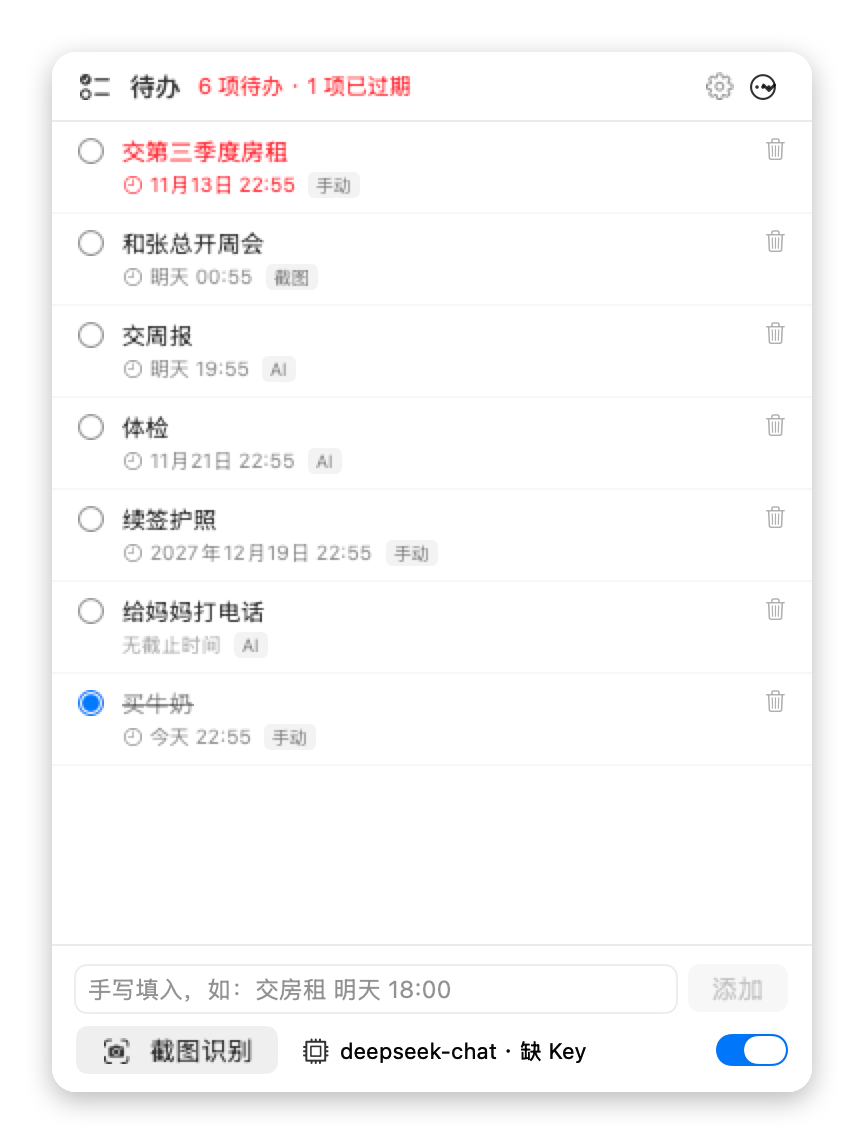 待办 6 项待办 · 1 项已过期
交第三季度房租
11月13日 22:55 手动
和张总开周会
明天 00:55 截图
交周报
明天 19:55 AI
体检
11月21日 22:55 AI
续签护照
2027年12月19日 22:55 手动
给妈妈打电话
无截止时间 AI
买牛奶
今天 22:55 手动
手写填入，如：交房租 明天 18:00 添加
截图识别 deepseek-chat · 缺 Key